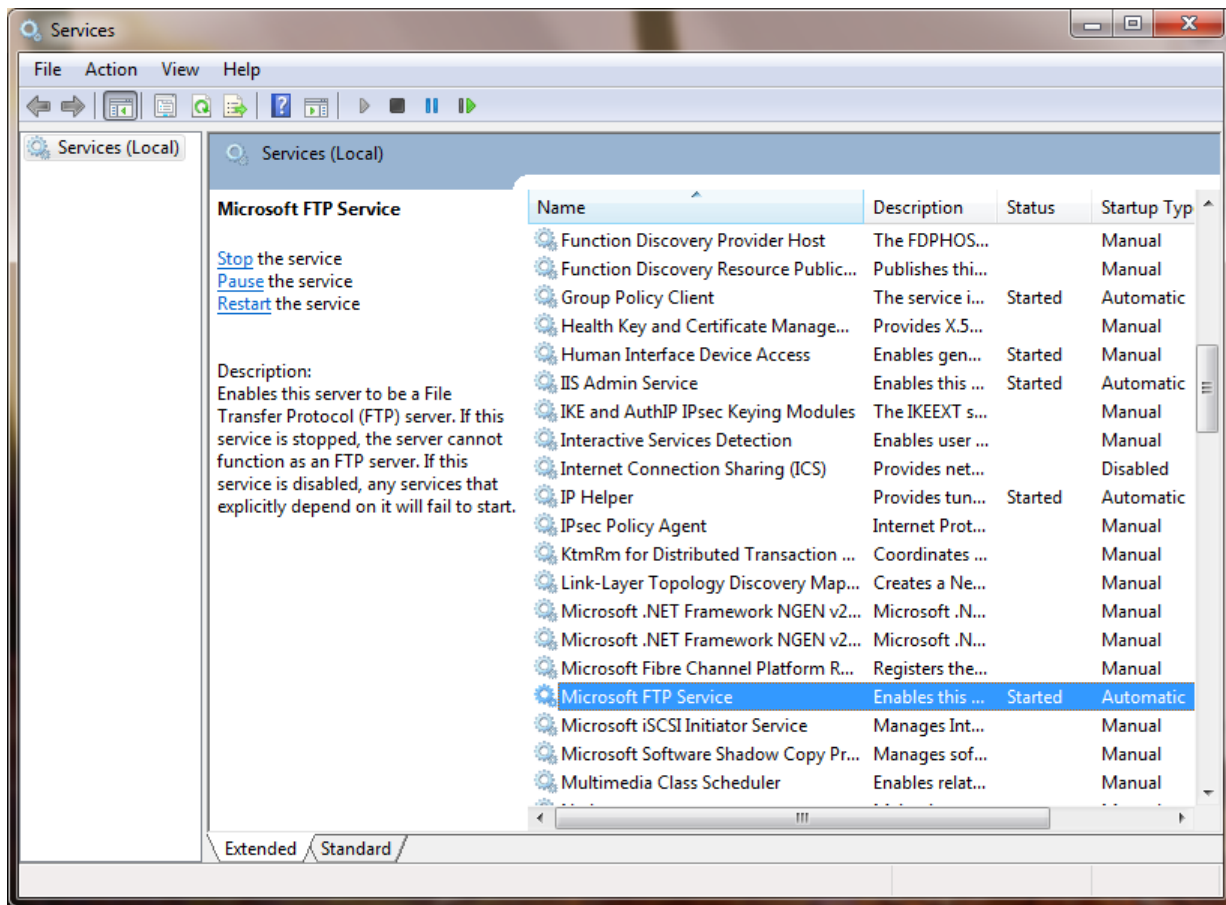 Services
File Action View Help
Services (Local)
Services (Local)
Microsoft FTP Service
Stop the service
Pause the service
Restart the service
Description:
Enables this server to be a File
Transfer Protocol (FTP) server. If this
service is stopped, the server cannot
function as an FTP server. If this
service is disabled, any services that
explicitly depend on it will fail to start.
Name Description Status Startup Typ
Function Discovery Provider Host The FDPHOS... Manual
Function Discovery Resource Public... Publishes thi... Manual
Group Policy Client The service i... Started Automatic
Health Key and Certificate Manage... Provides X.5... Manual
Human Interface Device Access Enables gen... Started Manual
IIS Admin Service Enables this ... Started Automatic
IKE and AuthIP IPsec Keying Modules The IKEEXT s... Manual
Interactive Services Detection Enables user ... Manual
Internet Connection Sharing (ICS) Provides net... Disabled
IP Helper Provides tun... Started Automatic
IPsec Policy Agent Internet Prot... Manual
KtmRm for Distributed Transaction ... Coordinates ... Manual
Link-Layer Topology Discovery Map... Creates a Ne... Manual
Microsoft .NET Framework NGEN v2... Microsoft .N... Manual
Microsoft .NET Framework NGEN v2... Microsoft .N... Manual
Microsoft Fibre Channel Platform R... Registers the... Manual
Microsoft FTP Service Enables this ... Started Automatic
Microsoft iSCSI Initiator Service Manages Int... Manual
Microsoft Software Shadow Copy Pr... Manages sof... Manual
Multimedia Class Scheduler Enables relat... Manual
Extended Standard